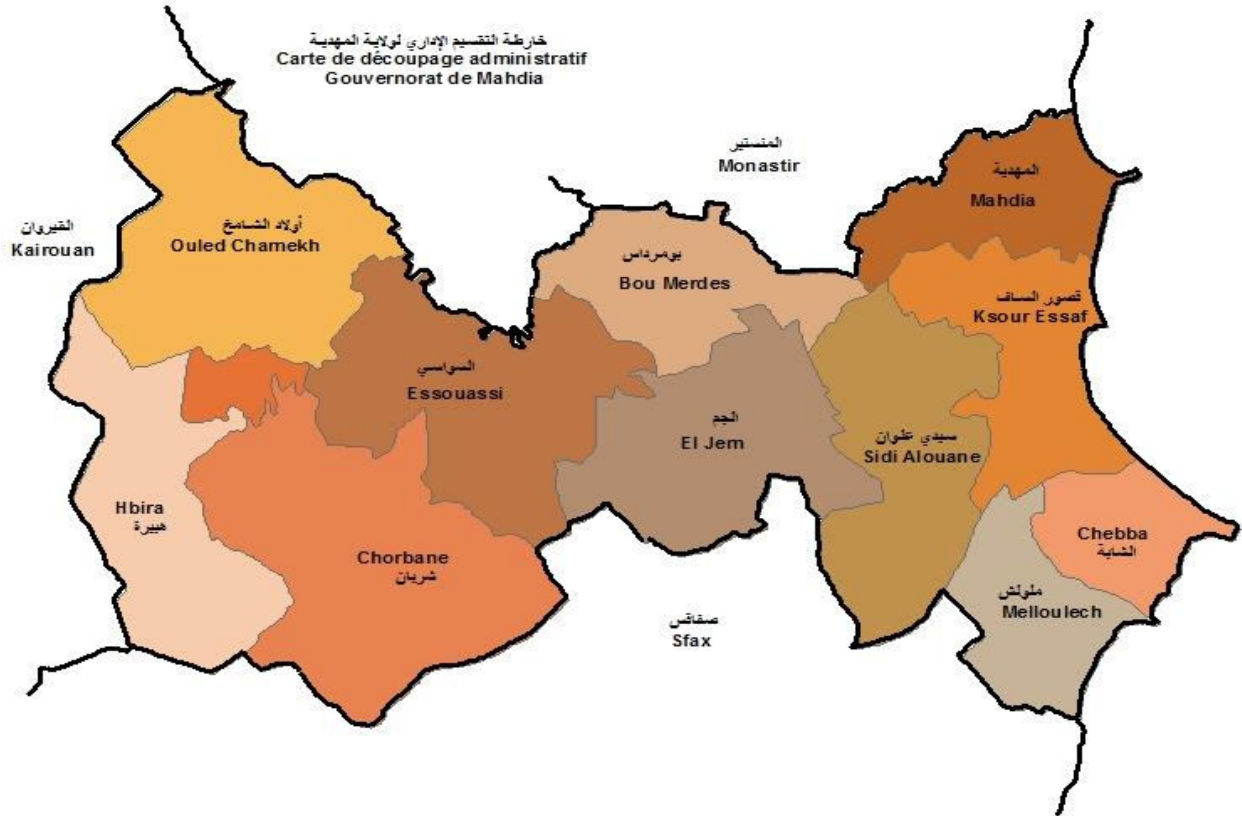 خارطة التقسيم الإداري لولاية المهدية
Carte de découpage administratif
Gouvernorat de Mahdia
المنستير
Monastir
المهدية
Mahdia
القيروان
Kairouan
أولاد الشامخ
Ouled Chamekh
بومرداس
Bou Merdes
قصور الساف
Ksour Essaf
السواسي
Essouassi
الجم
El Jem
سيدي علوان
Sidi Alouane
Hbira
هبيرة
Chorbane
شربان
Chebba
الشابة
ملولش
Melloulech
صفاقس
Sfax